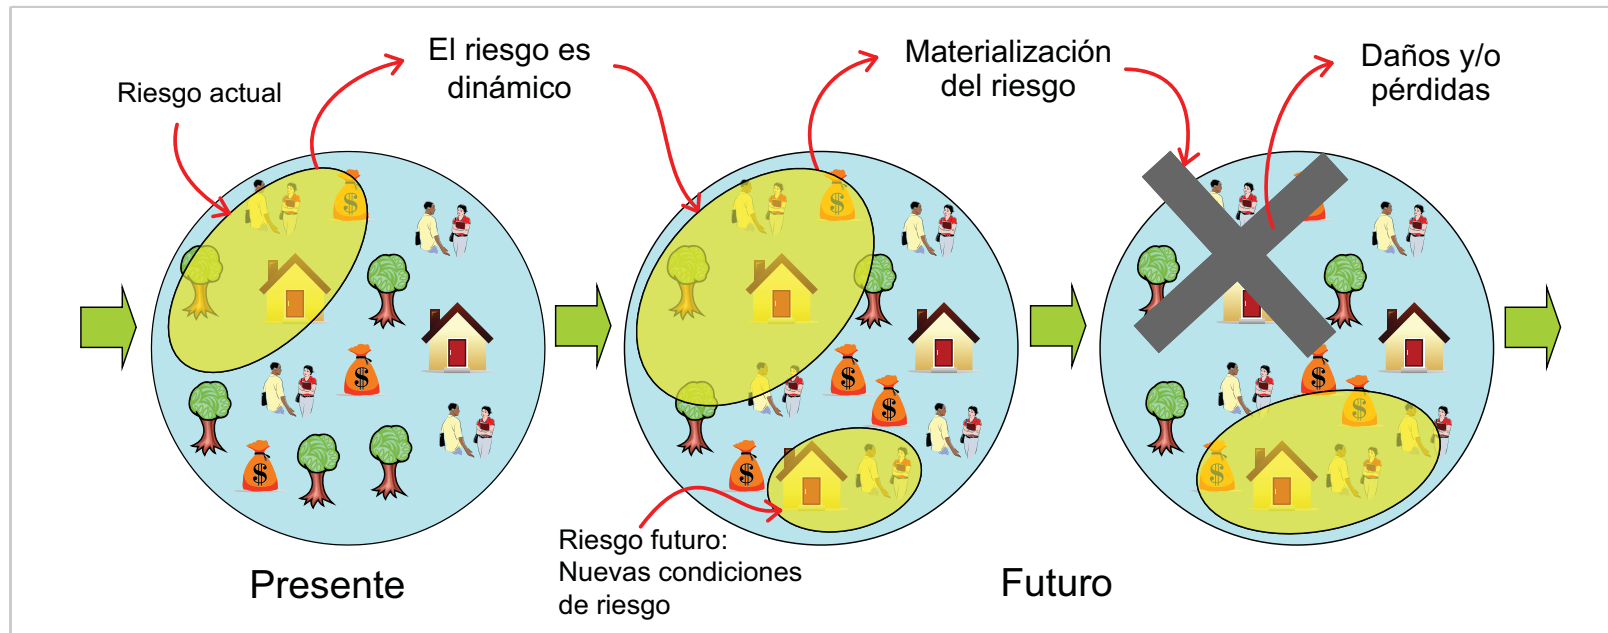 Riesgo actual
El riesgo es
dinámico
Materialización
del riesgo
Daños y/o
pérdidas
$
$
$
$
$
$
$
$
$
$
Riesgo futuro:
Nuevas condiciones
de riesgo
Presente
Futuro